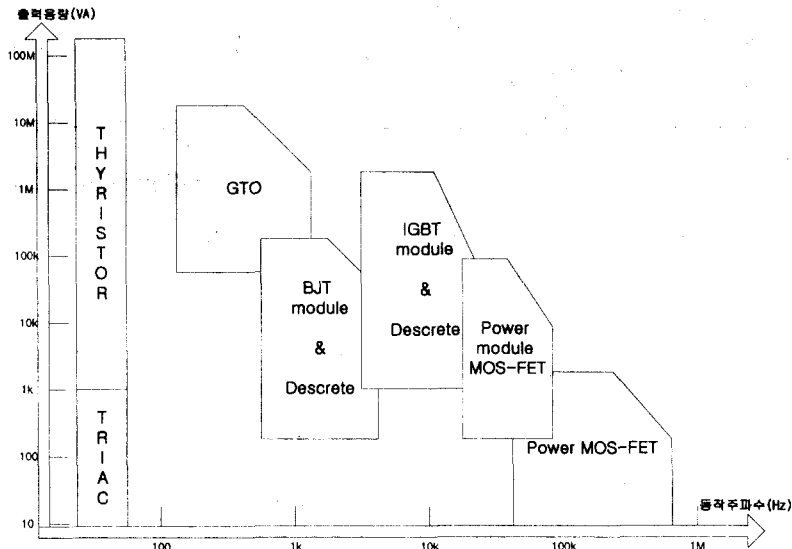 출력용량(VA)
100M
10M
1M
100k
10k
1k
100
10
THYRISTOR
TRIAC
GTO
BJT
module
&
Descrete
IGBT
module
&
Descrete
Power
module
MOS-FET
Power MOS-FET
동작주파수(Hz)
100
1k
10k
100k
1M